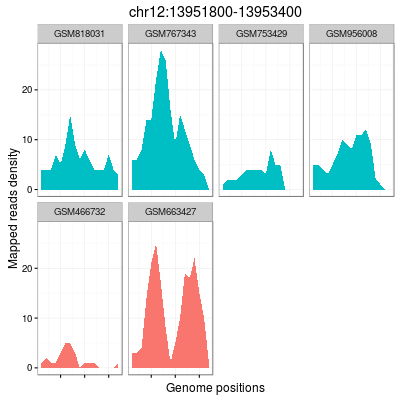 chr12:13951800-13953400
GSM818031 GSM767343 GSM753429 GSM956008
20
10
0
GSM466732 GSM663427
20
10
0
Mapped reads density
Genome positions